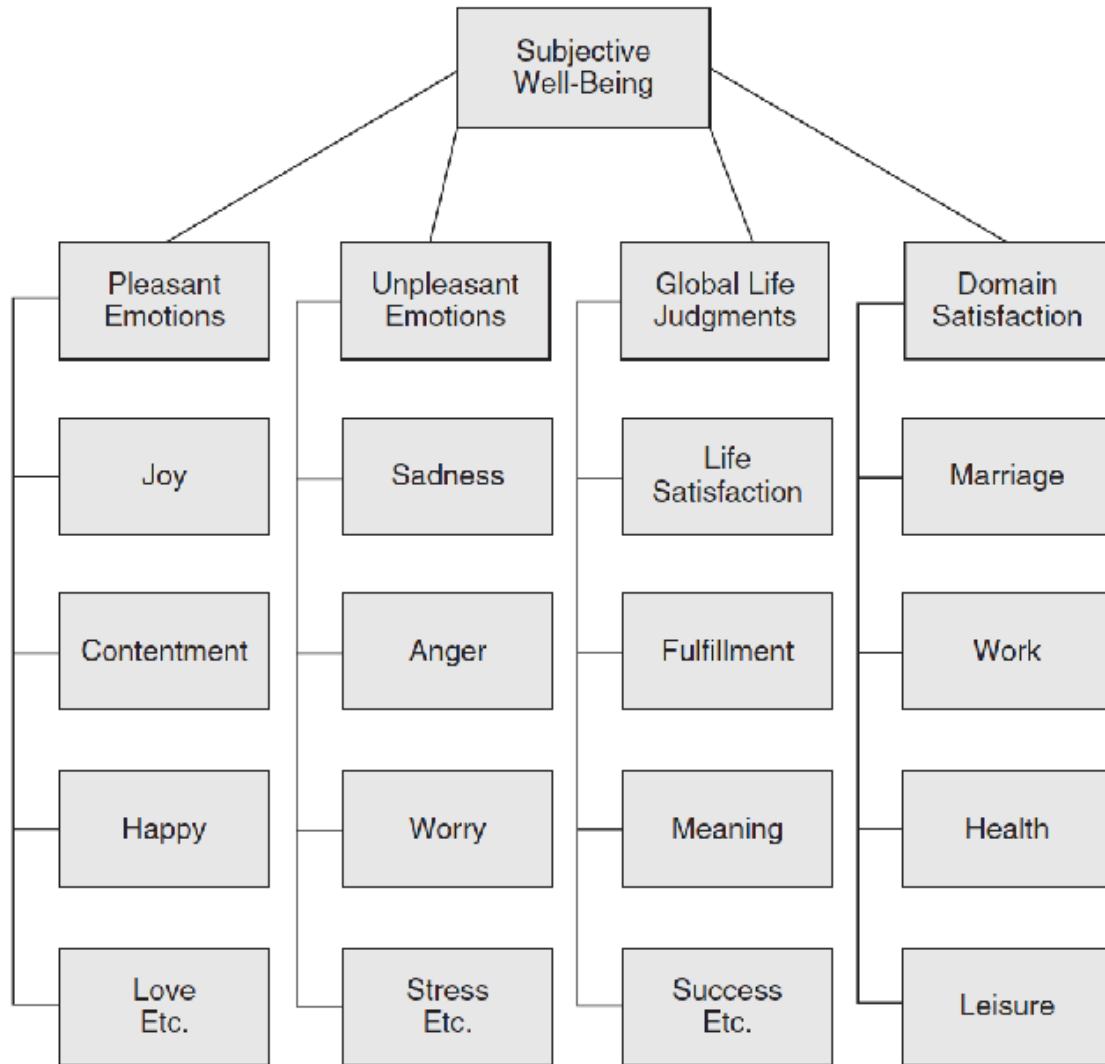 Subjective
Well-Being
Pleasant
Emotions
Unpleasant
Emotions
Global Life
Judgments
Domain
Satisfaction
Joy
Sadness
Life
Satisfaction
Marriage
Contentment
Anger
Fulfillment
Work
Happy
Worry
Meaning
Health
Love
Etc.
Stress
Etc.
Success
Etc.
Leisure